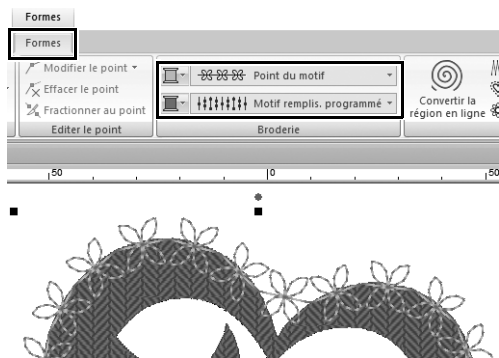 Formes
Formes
Modifier le point
Effacer le point
Fractionner au point
Editer le point
Point du motif
Motif remplis. programmé
Broderie
Convertir la
région en ligne
50 0 50